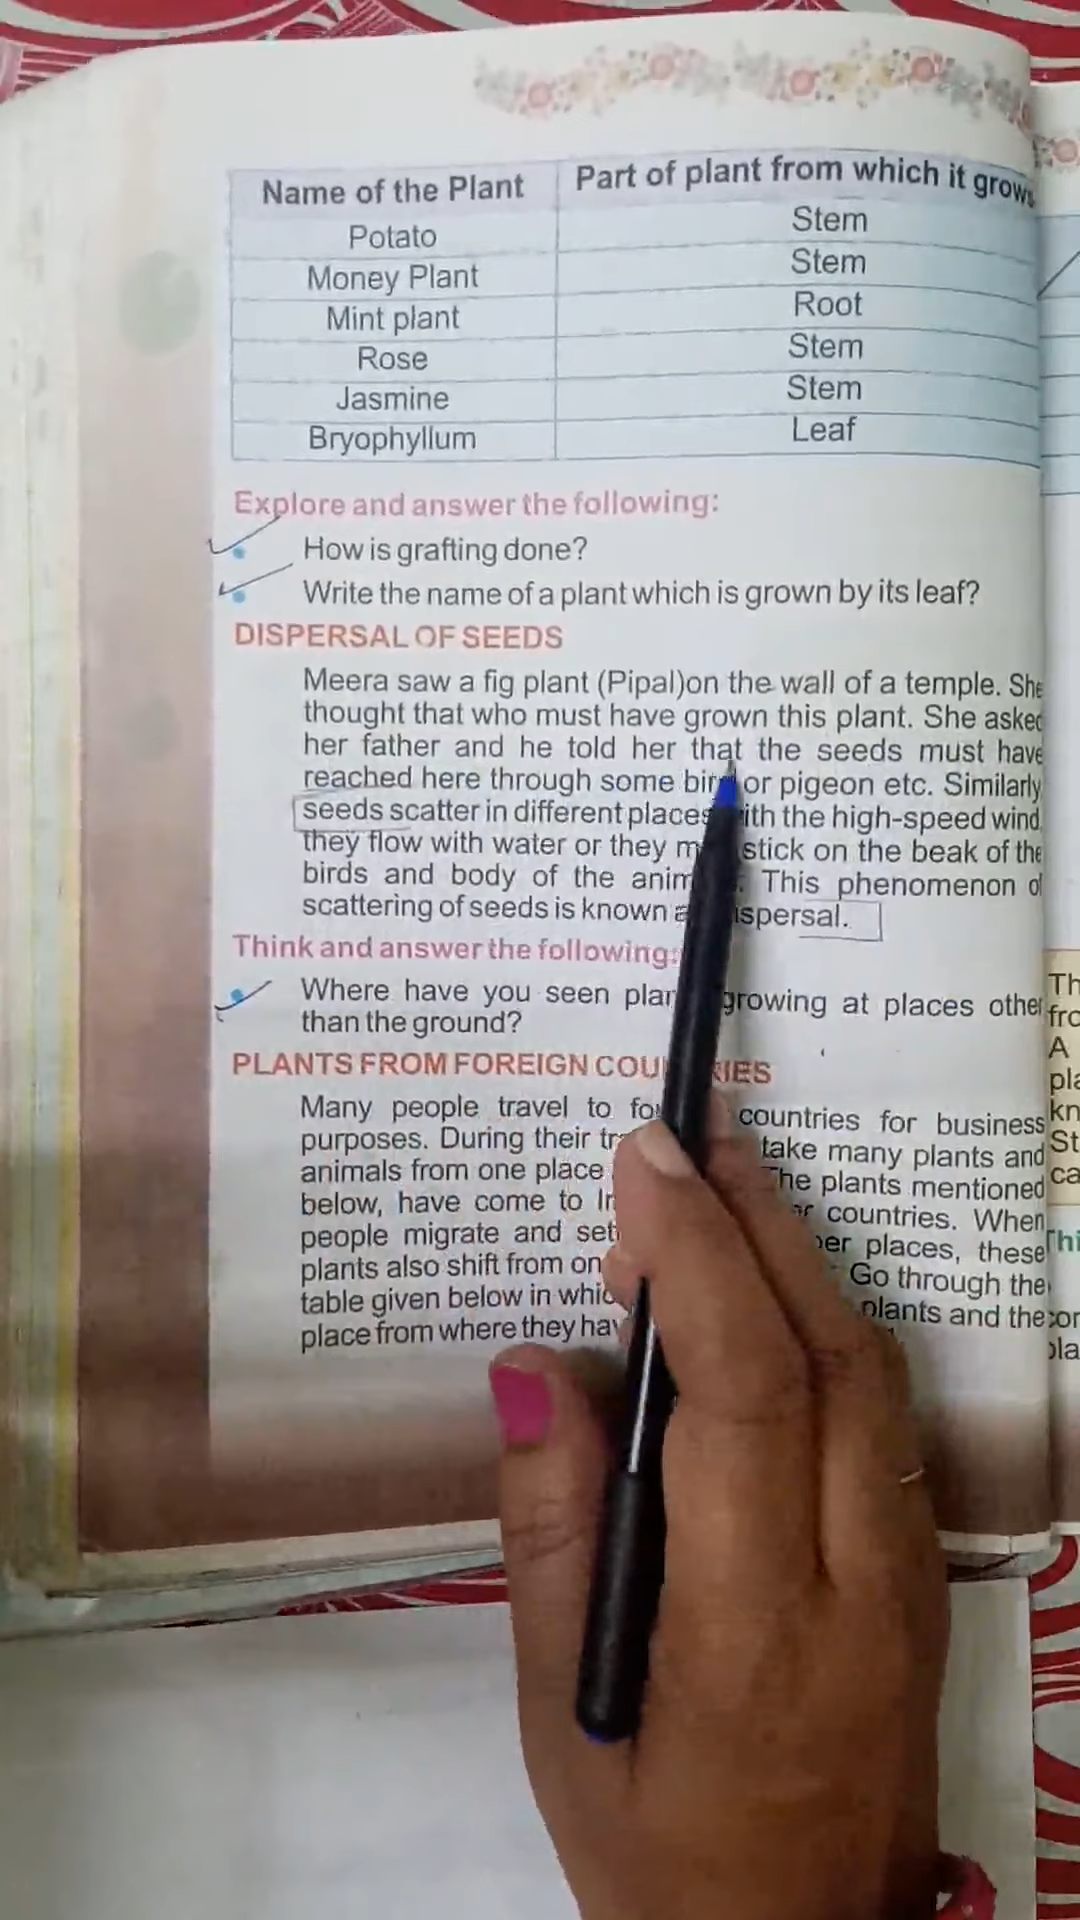 Name of the Plant Part of plant from which it grows
Potato Stem
Money Plant Stem
Mint plant Root
Rose Stem
Jasmine Stem
Bryophyllum Leaf
Explore and answer the following:
How is grafting done?
Write the name of a plant which is grown by its leaf?
DISPERSAL OF SEEDS
Meera saw a fig plant (Pipal)on the wall of a temple. She
thought that who must have grown this plant. She asked
her father and he told her that the seeds must have
reached here through some bird or pigeon etc. Similarly
seeds scatter in different places with the high-speed wind,
they flow with water or they stick on the beak of the
birds and body of the This phenomenon of
scattering of seeds is known dispersal.
Think and answer the following:
Where have you seen growing at places other
than the ground?
PLANTS FROM FOREIGN COUNTRIES
Many people travel to countries for business
purposes. During their take many plants and
animals from one place The plants mentioned
below, have come to countries. When
people migrate and places, these
plants also shift from Go through the
table given below in plants and the
place from where they